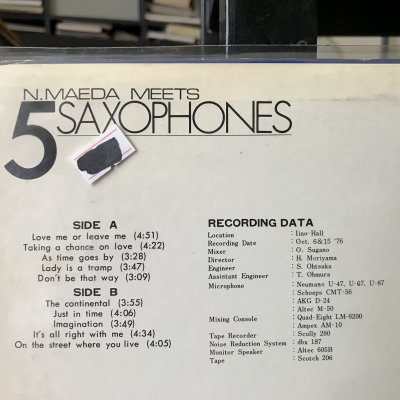 N. MAEDA MEETS
5 SAXOPHONES
SIDE A
Love me or leave me (4:51)
Taking a chance on love (4:22)
As time goes by (3:28)
Lady is a tramp (3:47)
Don't be that way (3:09)
SIDE B
The continental (3:55)
Just in time (4:06)
Imagination (3:49)
It's all right with me (4:34)
On the street where you live (4:05)
RECORDING DATA
Location : Iino-Hall
Recording Date : Oct. 6&15 '76
Mixer : O. Sugano
Director : H. Moriyama
Engineer : S. Ohtsuka
Assistant Engineer : T. Ohmura
Microphone : Neumann U-47, U-67, U-87
: Schoeps CMT-56
: AKG D-24
: Altec M-50
Mixing Console : Quad-Eight LM-6200
: Ampex AM-10
Tape Recorder : Scully 280
Noise Reduction System : dbx 187
Monitor Speaker : Altec 605B
Tape : Scotch 206